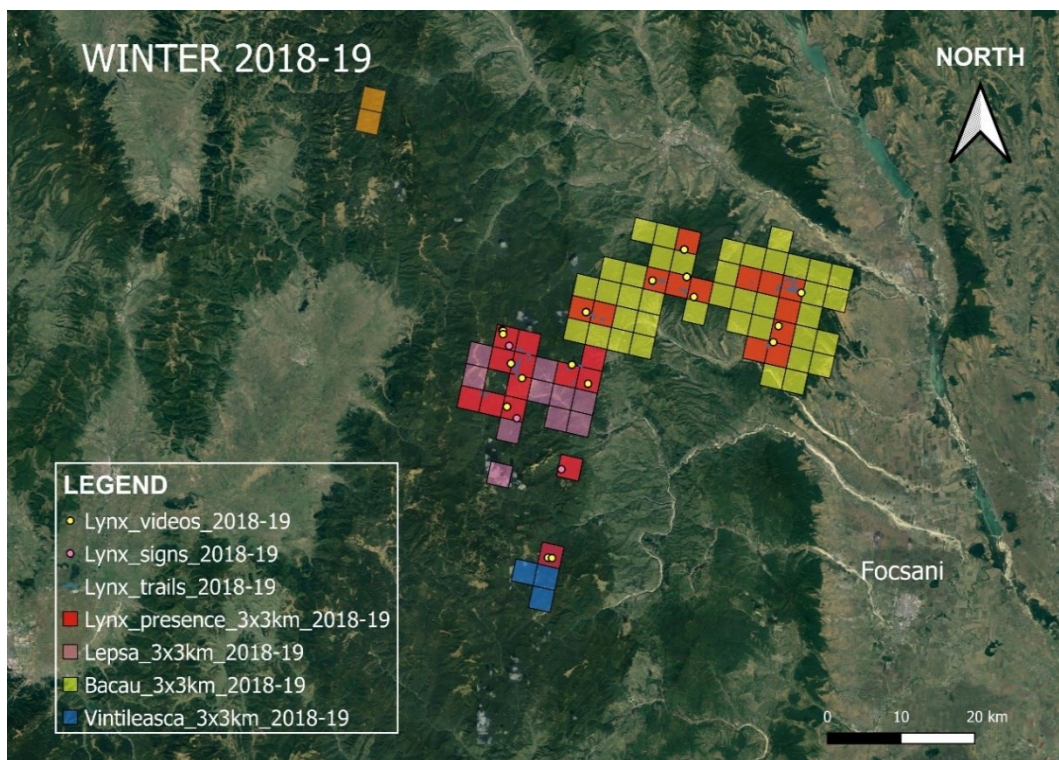 WINTER 2018-19
NORTH
LEGEND
Lynx_videos_2018-19
Lynx_signs_2018-19
Lynx_trails_2018-19
Lynx_presence_3x3km_2018-19
Lepsa_3x3km_2018-19
Bacau_3x3km_2018-19
Vintileasca_3x3km_2018-19
Focsani
0 10 20 km